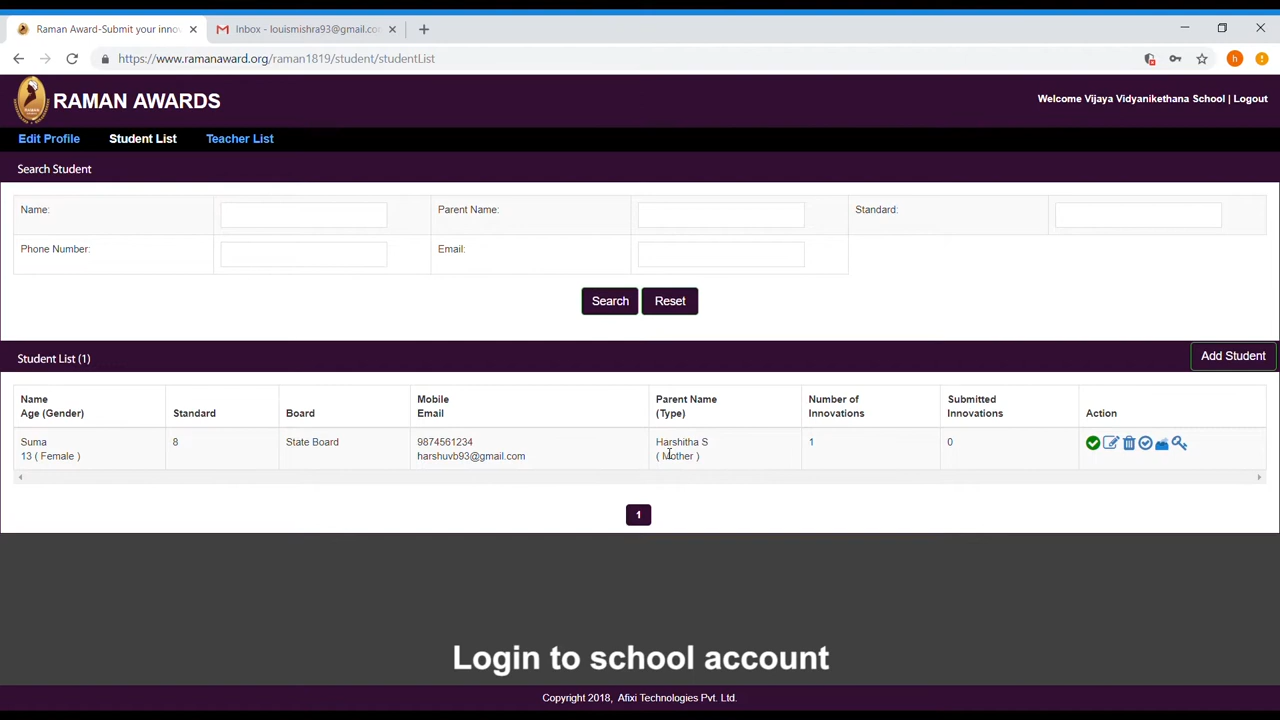 Raman Award-Submit your inno
Inbox - louismishra93@gmail.co
https://www.ramanaward.org/raman1819/student/studentList
h
RAMAN AWARDS
Welcome Vijaya Vidyanikethana School | Logout
Edit Profile
Student List
Teacher List
Search Student
Name:
Parent Name:
Standard:
Phone Number:
Email:
Search
Reset
Student List (1)
Add Student
Name
Age (Gender)
Standard
Board
Mobile
Email
Parent Name
(Type)
Number of
Innovations
Submitted
Innovations
Action
Suma
13 ( Female )
8
State Board
9874561234
harshuvb93@gmail.com
Harshitha S
( Mother )
1
0
1
Login to school account
Copyright 2018, Afixi Technologies Pvt. Ltd.